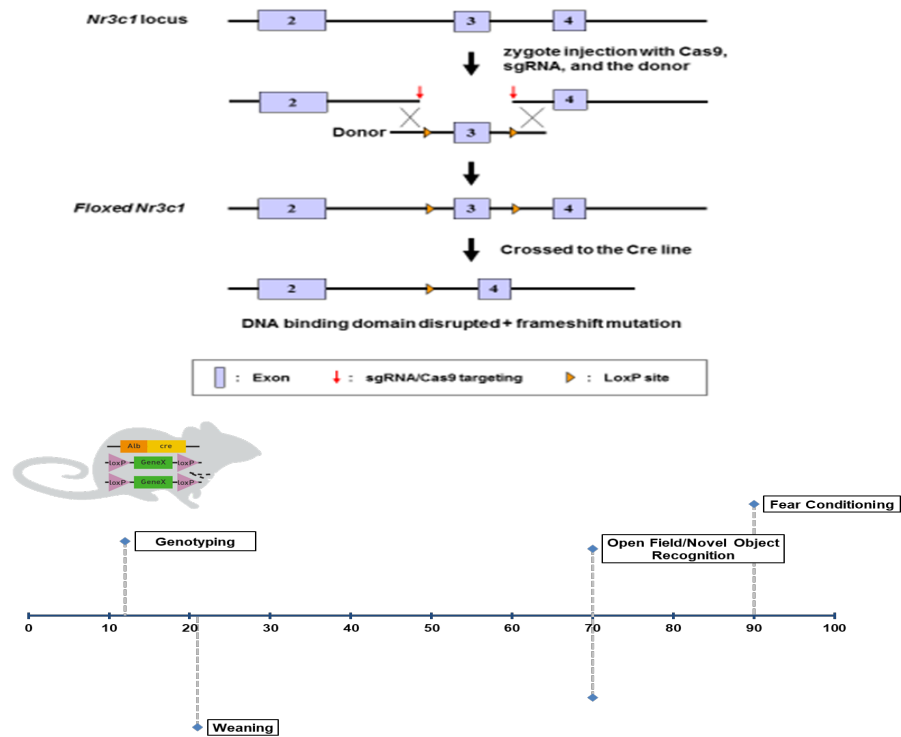 Nr3c1 locus
2
3
4
zygote injection with Cas9,
sgRNA, and the donor
2
4
Donor
3
Floxed Nr3c1
2
3
4
Crossed to the Cre line
2
4
DNA binding domain disrupted + frameshift mutation
: Exon
: sgRNA/Cas9 targeting
: LoxP site
Alb cre
loxP GeneX loxP
loxP GeneX loxP
Fear Conditioning
Genotyping
Open Field/Novel Object
Recognition
0 10 20 30 40 50 60 70 80 90 100
Weaning